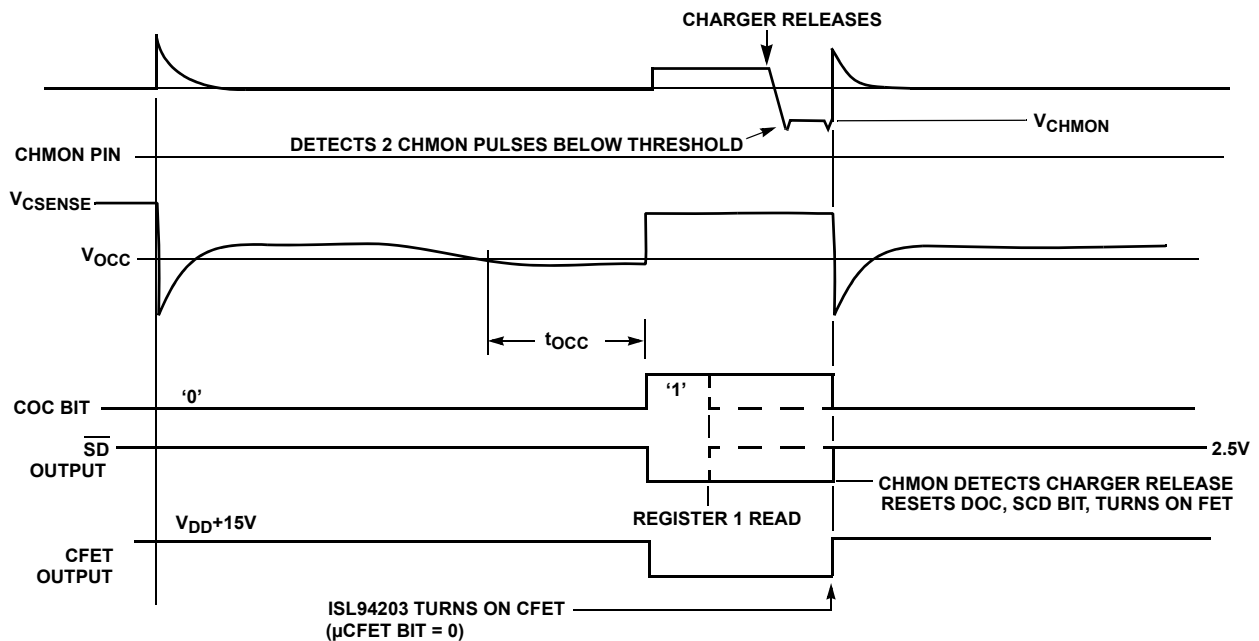 CHARGER RELEASES
V_CHMON
DETECTS 2 CHMON PULSES BELOW THRESHOLD
CHMON PIN
V_CSENSE
V_OCC
t_OCC
'0'
'1'
COC BIT
SD
OUTPUT
2.5V
CHMON DETECTS CHARGER RELEASE
RESETS DOC, SCD BIT, TURNS ON FET
REGISTER 1 READ
V_DD+15V
CFET
OUTPUT
ISL94203 TURNS ON CFET
(µCFET BIT = 0)